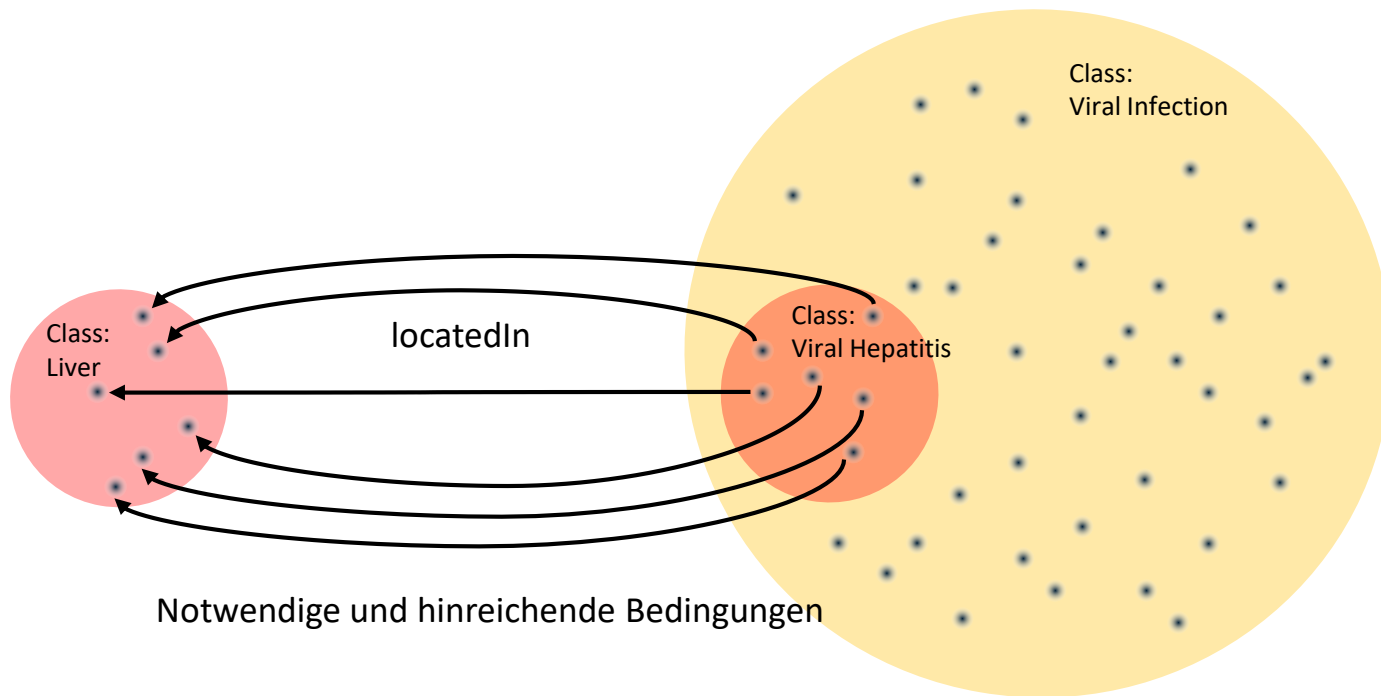 Class:
Viral Infection
Class:
Liver
locatedIn
Class:
Viral Hepatitis
Notwendige und hinreichende Bedingungen